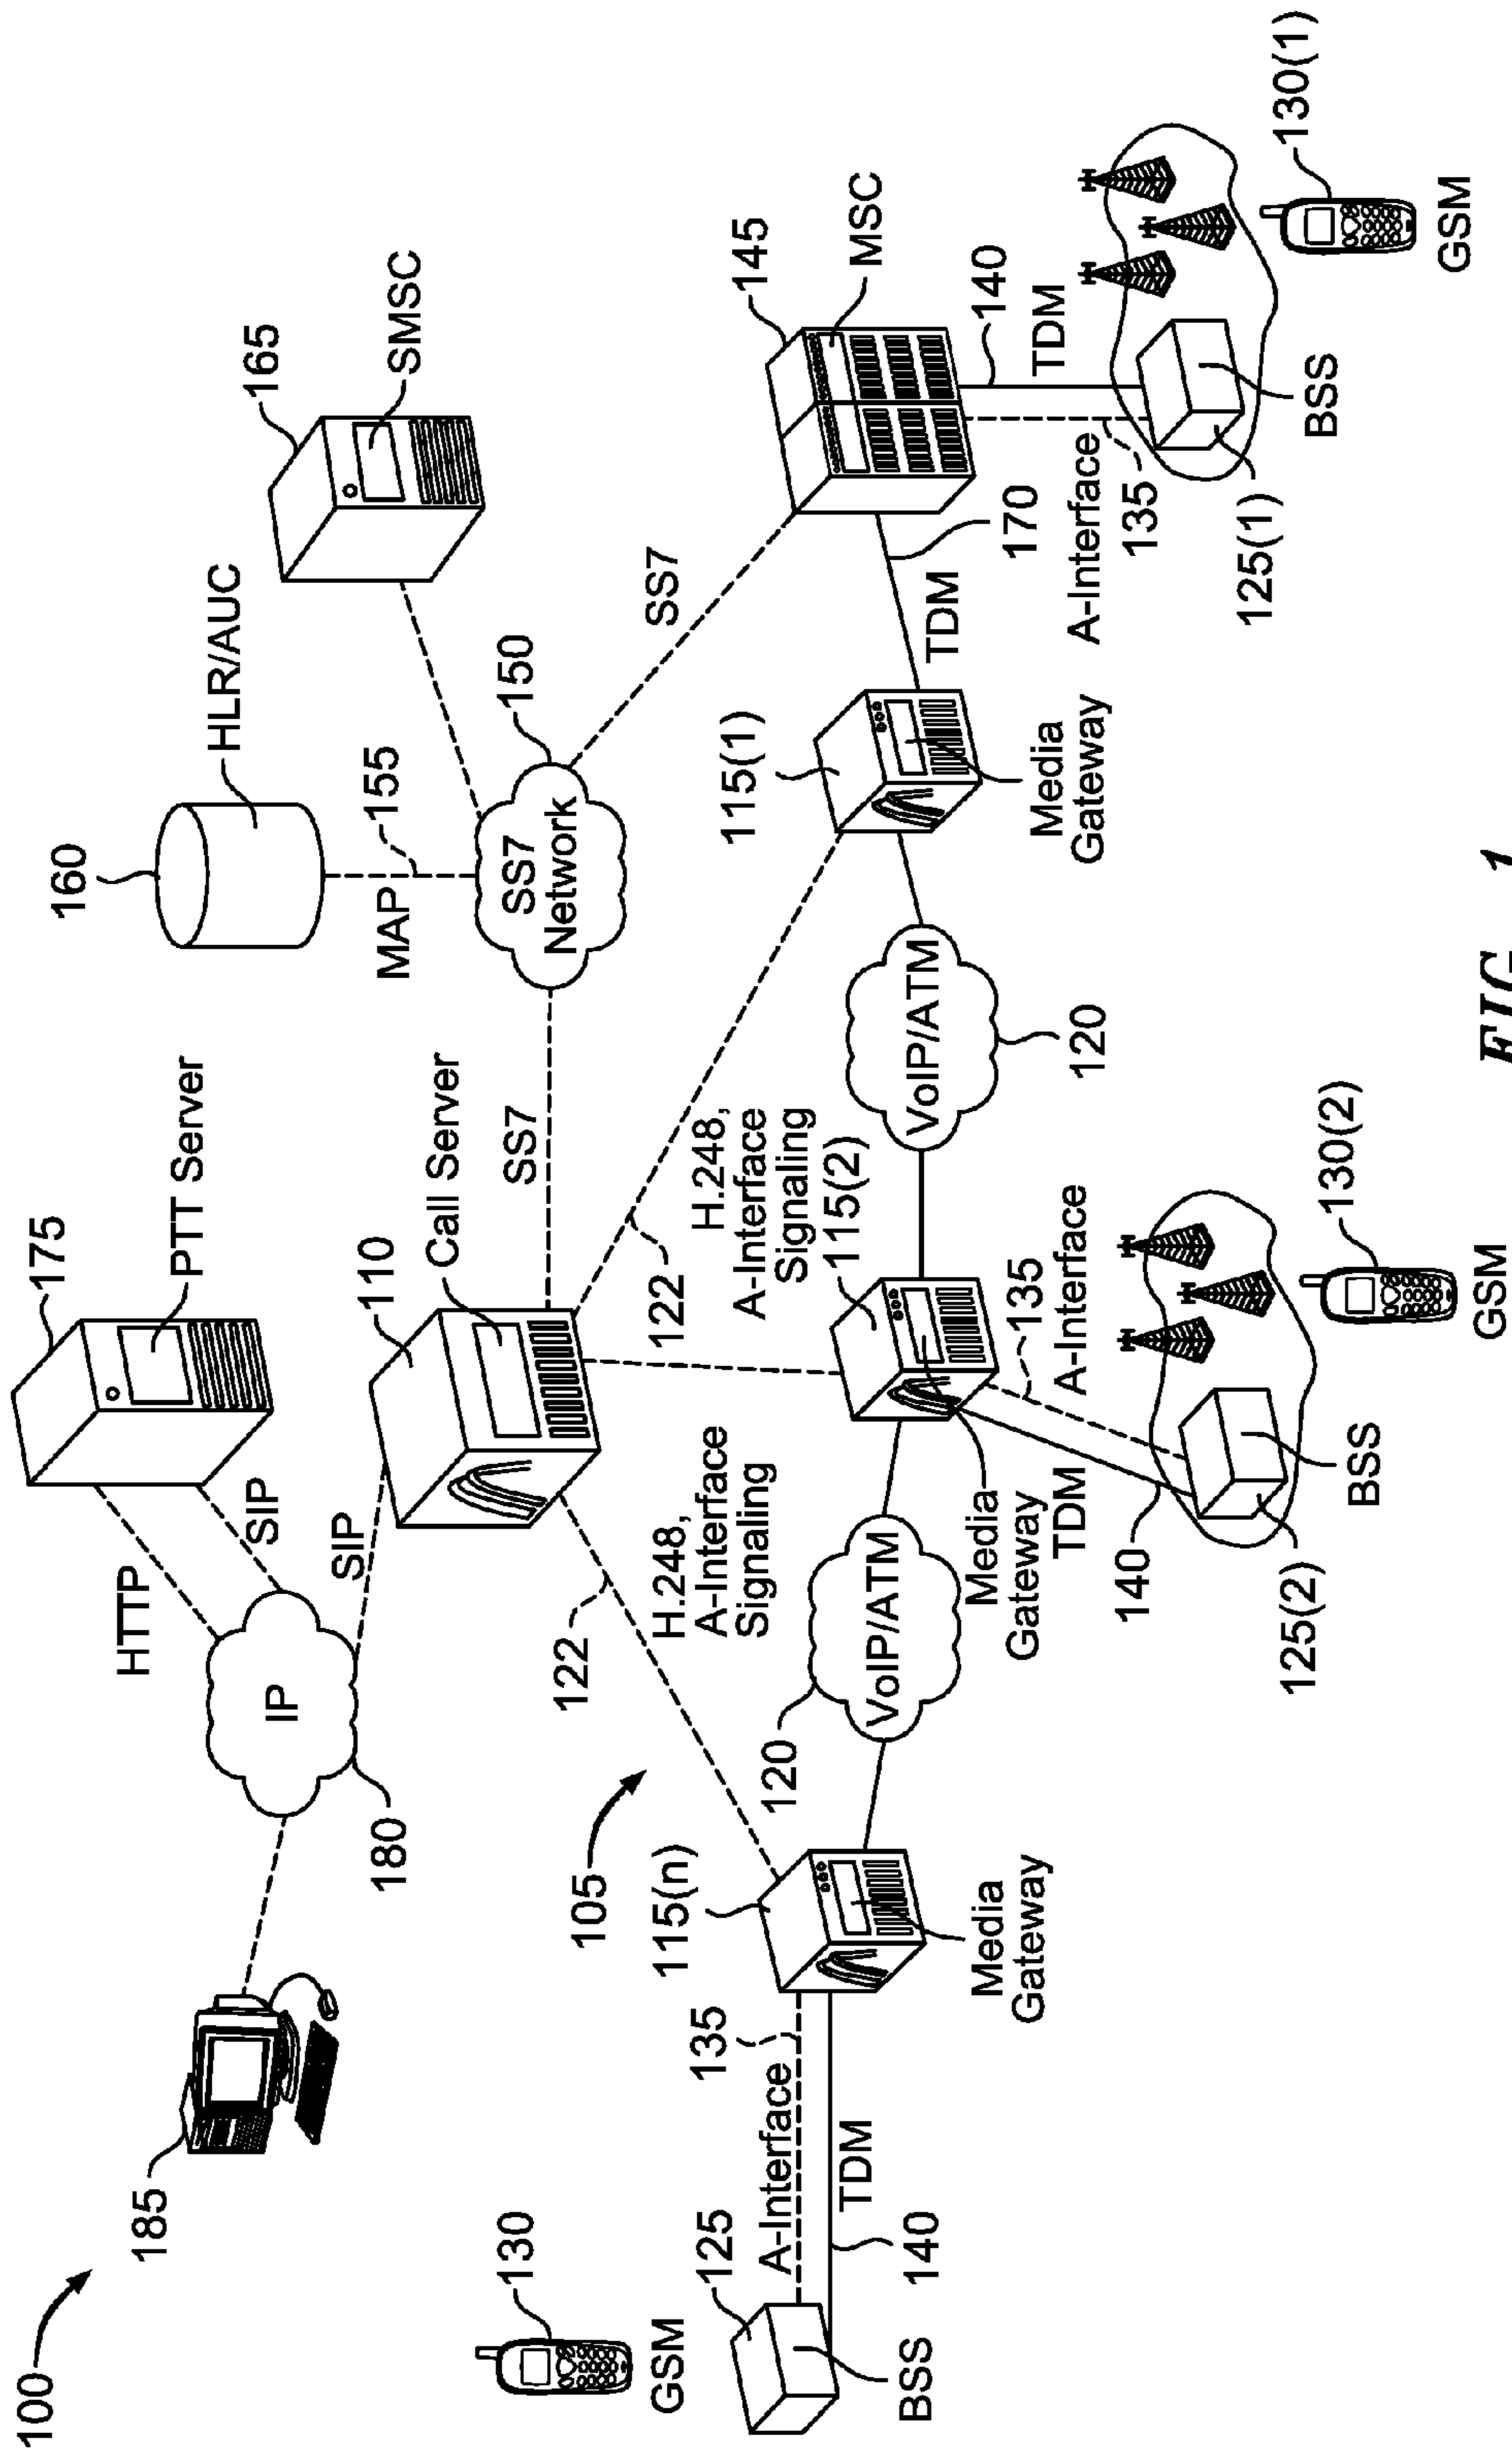 100
185
HTTP
SIP
175
PTT Server
IP
180
SIP
110
Call Server
160
HLR/AUC
MAP
155
165
SMSC
SS7
SS7
Network
150
SS7
145
MSC
130
GSM
125
BSS
A-Interface
135
TDM
140
105
115(n)
Media
Gateway
122
H.248,
A-Interface
Signaling
120
VoIP/ATM
122
H.248,
A-Interface
Signaling
115(2)
Media
Gateway
VoIP/ATM
120
115(1)
Media
Gateway
TDM
170
A-Interface
135
140
TDM
125(1)
BSS
130(1)
GSM
TDM
140
135
A-Interface
125(2)
BSS
130(2)
GSM
FIG. 1